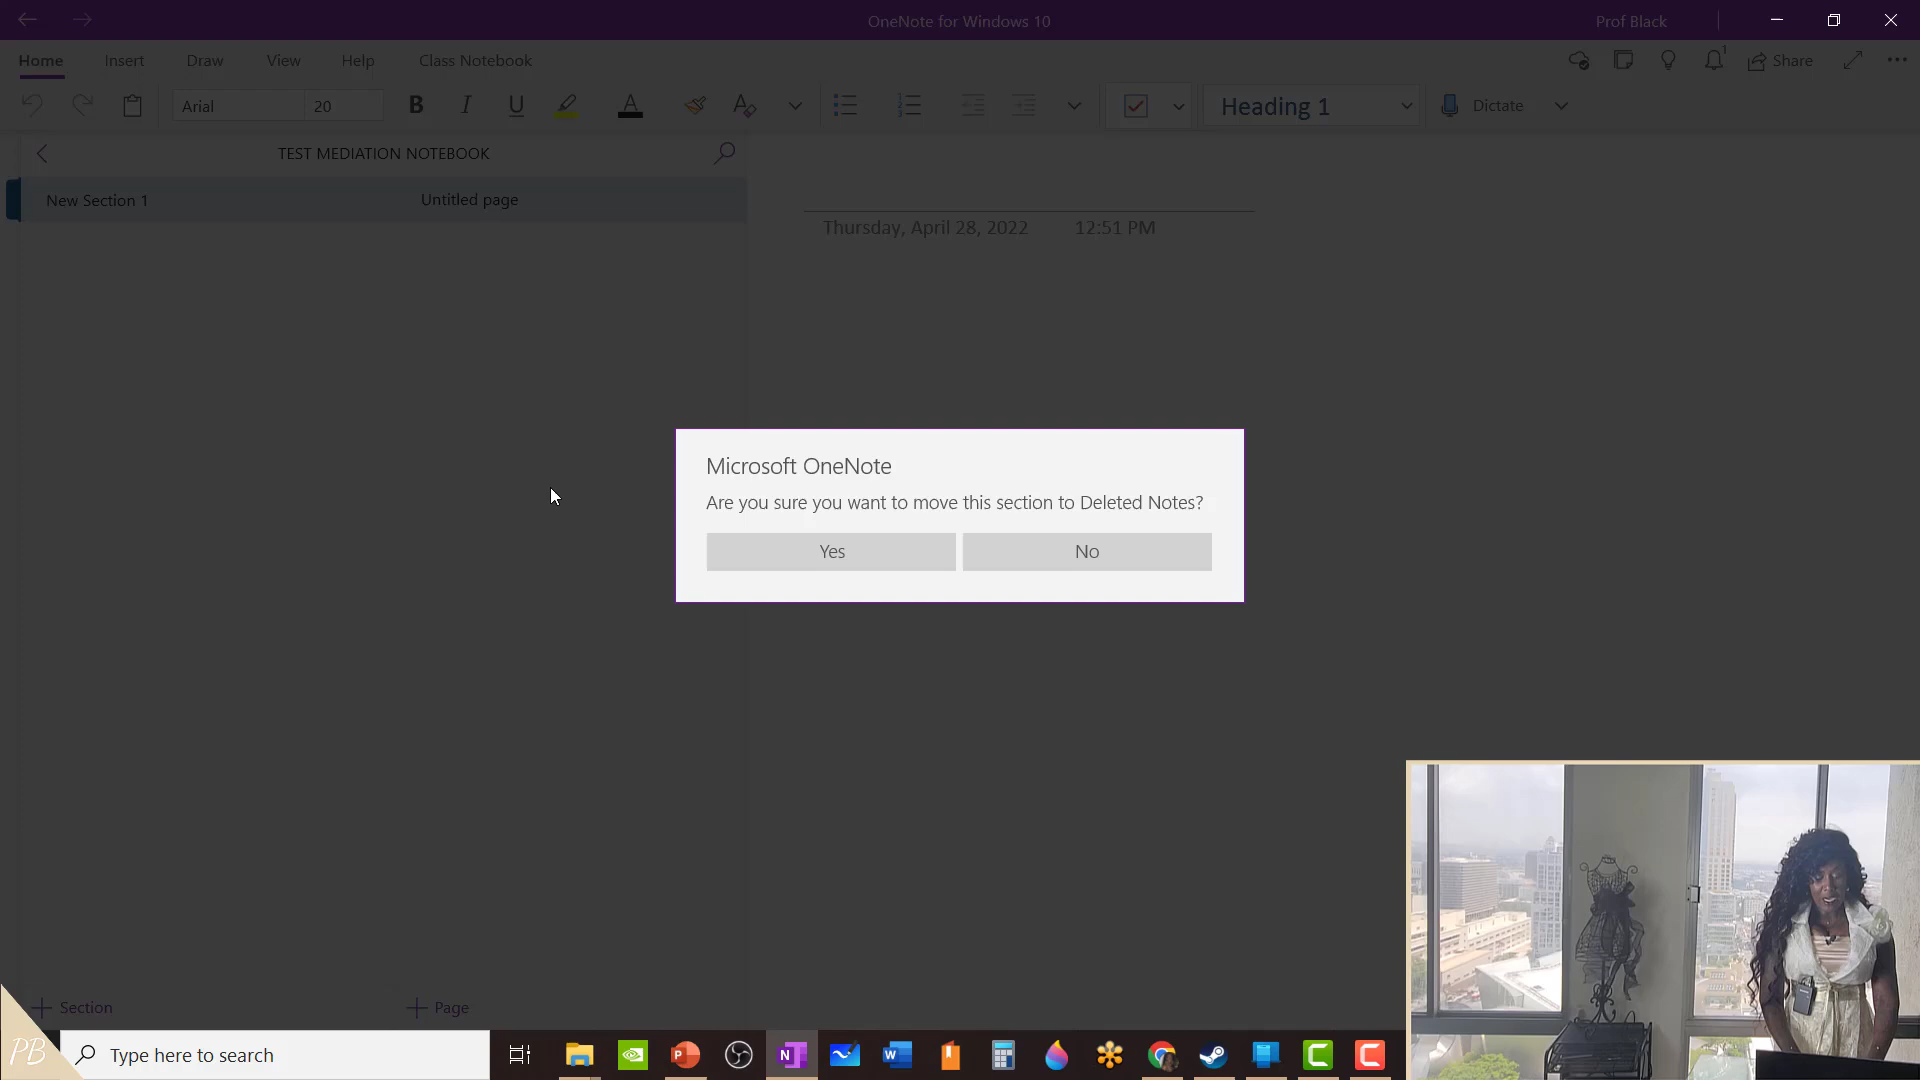 OneNote for Windows 10
Prof Black
Home
Insert
Draw
View
Help
Class Notebook
1
Share
Arial
20
B
I
U
A
A
Heading 1
Dictate
TEST MEDIATION NOTEBOOK
New Section 1
Untitled page
Thursday, April 28, 2022
12:51 PM
Microsoft OneNote
Are you sure you want to move this section to Deleted Notes?
Yes
No
Section
Page
PB
Type here to search
P
N
W
C
C